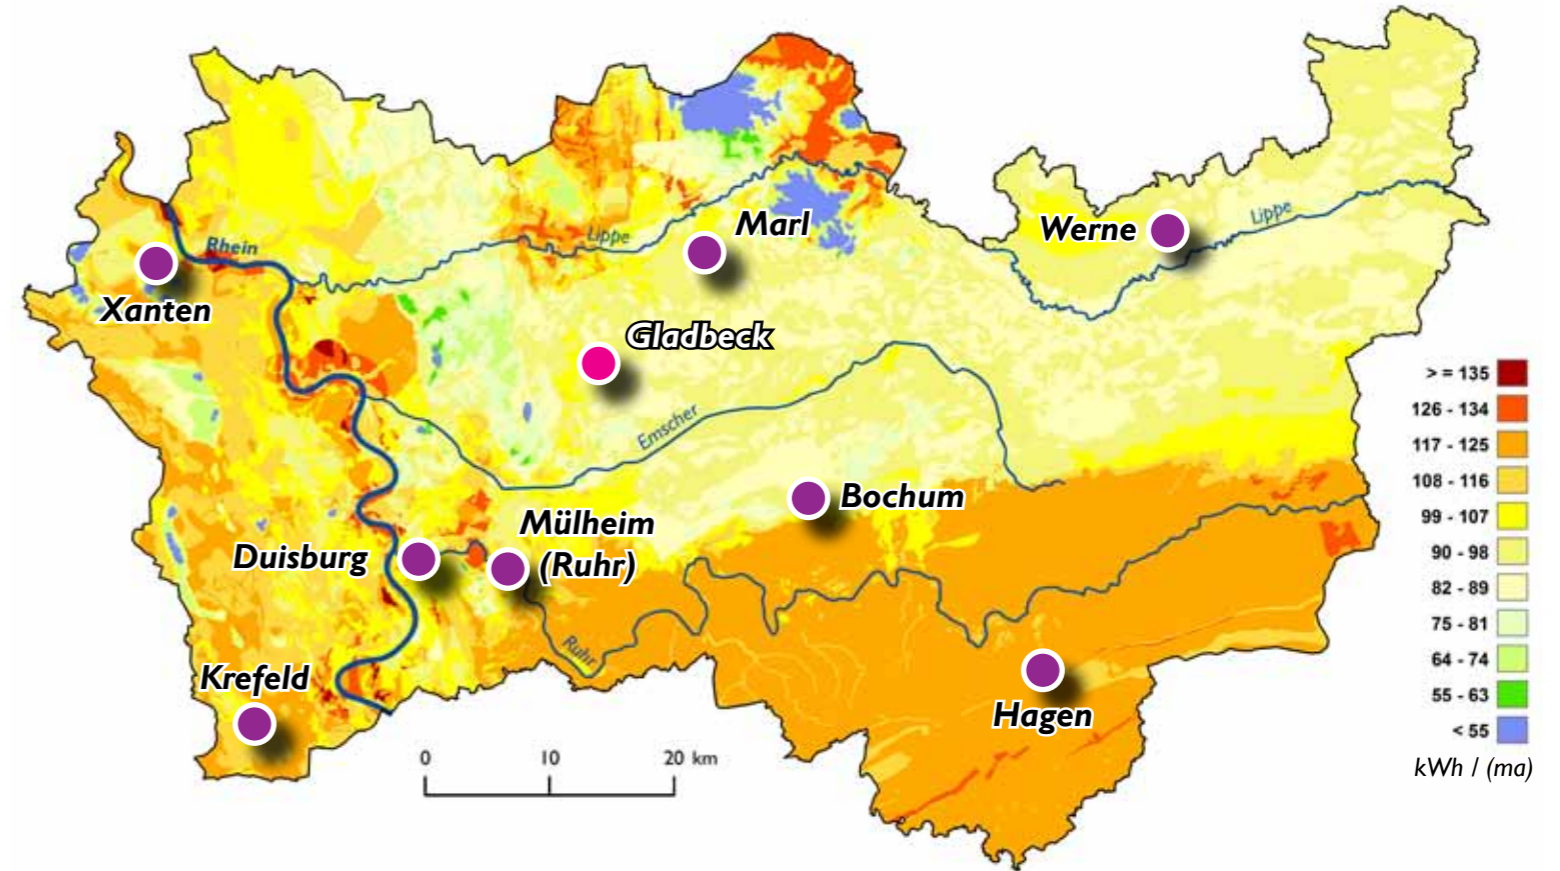 Marl
Werne
Lippe
Rhein
Lippe
Xanten
Gladbeck
Emscher
Bochum
Mülheim
(Ruhr)
Duisburg
Ruhr
Krefeld
Hagen
0 10 20 km
> = 135
126 - 134
117 - 125
108 - 116
99 - 107
90 - 98
82 - 89
75 - 81
64 - 74
55 - 63
< 55
kWh / (ma)